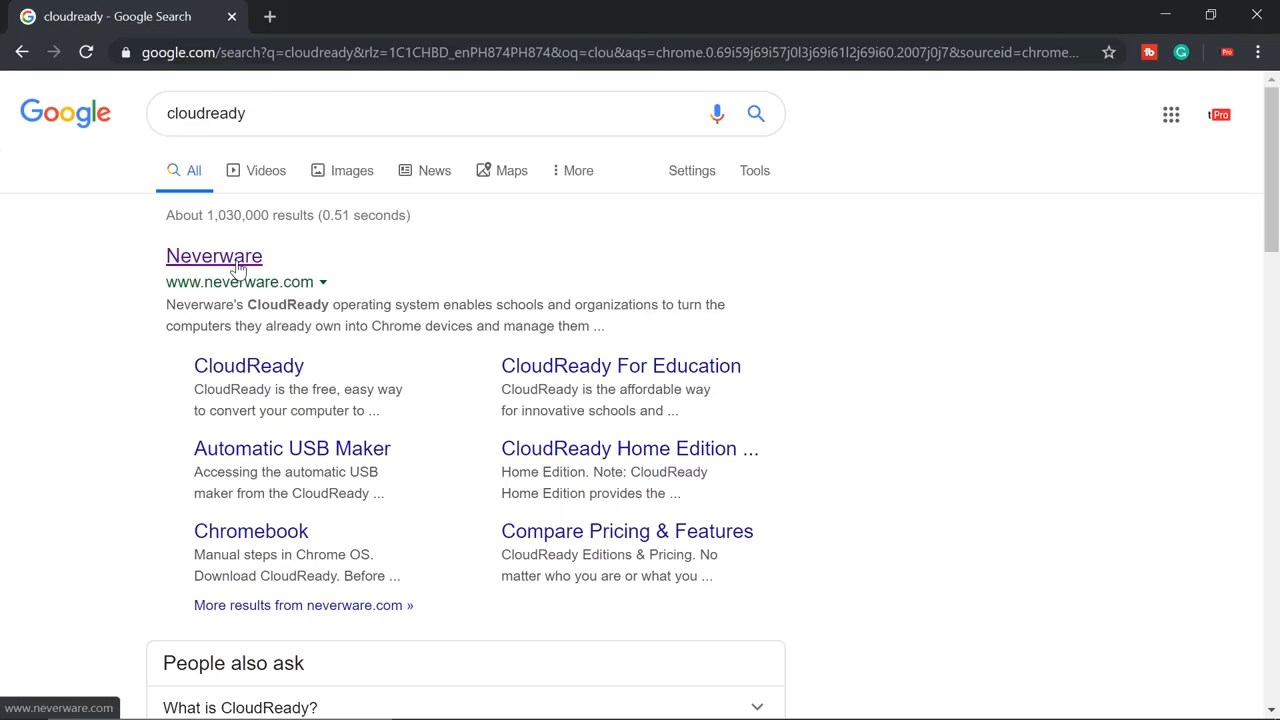 cloudready - Google Search
google.com/search?q=cloudready&rlz=1C1CHBD_enPH874PH874&oq=clou&aqs=chrome.0.69i59j69i57j0l3j69i61l2j69i60.2007j0j7&sourceid=chrome...
Pro
Google
cloudready
Pro
All
Videos
Images
News
Maps
More
Settings
Tools
About 1,030,000 results (0.51 seconds)
Neverware
www.neverware.com
Neverware's CloudReady operating system enables schools and organizations to turn the
computers they already own into Chrome devices and manage them ...
CloudReady
CloudReady is the free, easy way
to convert your computer to ...
CloudReady For Education
CloudReady is the affordable way
for innovative schools and ...
Automatic USB Maker
Accessing the automatic USB
maker from the CloudReady ...
CloudReady Home Edition ...
Home Edition. Note: CloudReady
Home Edition provides the ...
Chromebook
Manual steps in Chrome OS.
Download CloudReady. Before ...
Compare Pricing & Features
CloudReady Editions & Pricing. No
matter who you are or what you ...
More results from neverware.com »
People also ask
What is CloudReady?
www.neverware.com